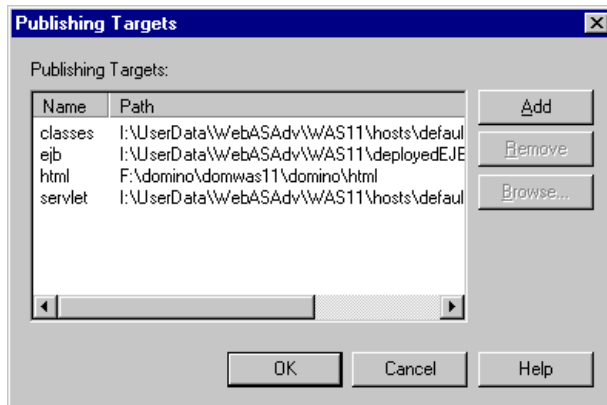 Publishing Targets
Publishing Targets:
Name Path
classes I:\UserData\WebASAdv\WAS11\hosts\defaul
ejb I:\UserData\WebASAdv\WAS11\deployedEJE
html F:\domino\domwas11\domino\html
servlet I:\UserData\WebASAdv\WAS11\hosts\defaul
Add
Remove
Browse...
OK Cancel Help